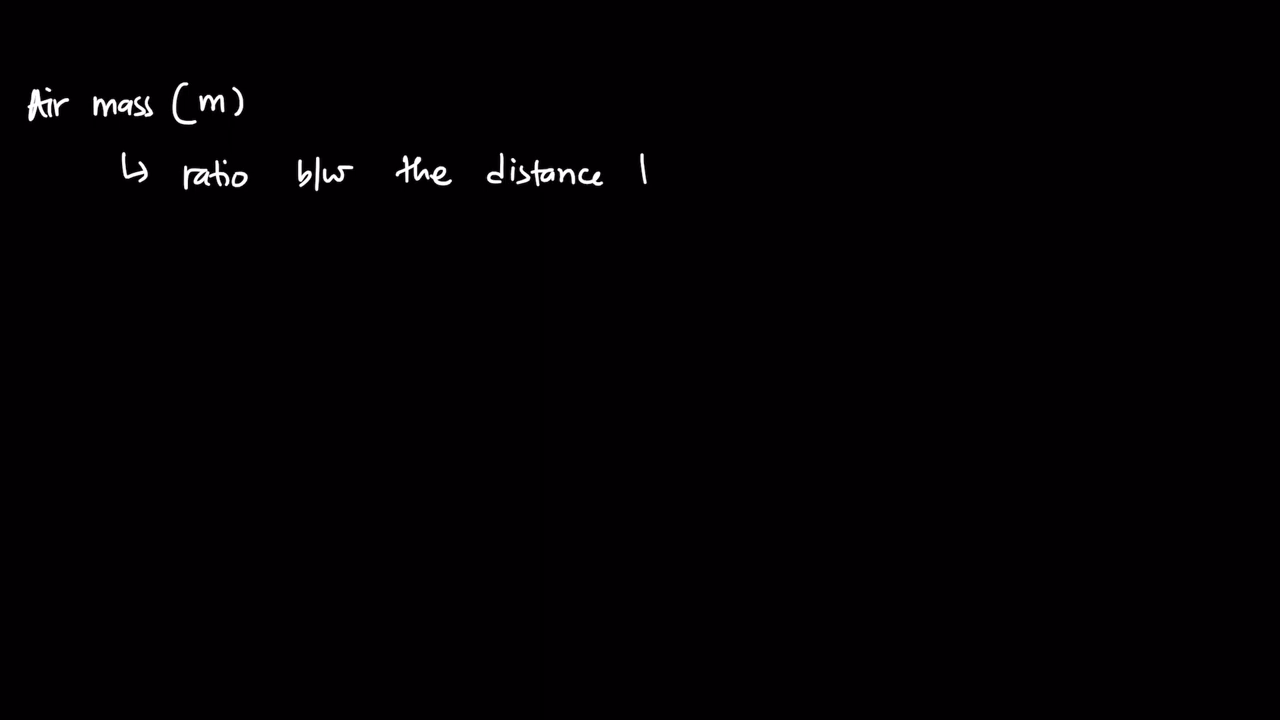 Air mass (m)
↳ ratio b/w the distance